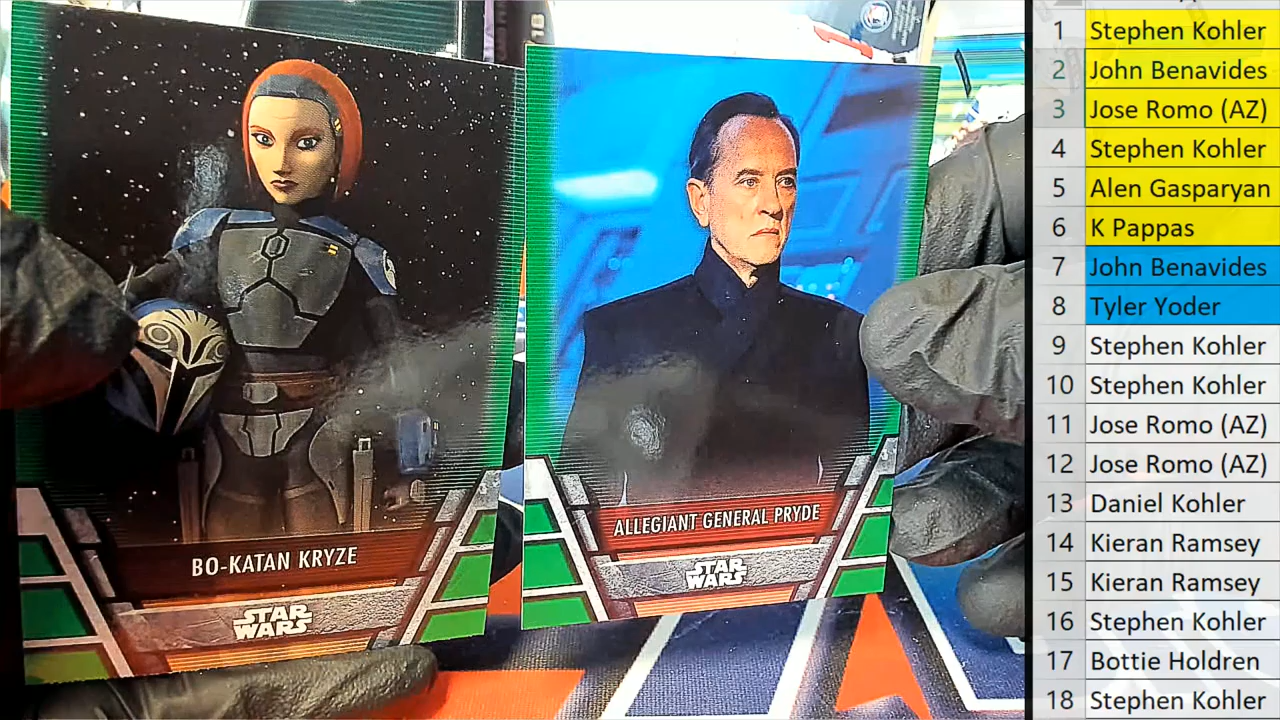 BO-KATAN KRYZE
STAR
WARS
ALLEGIANT GENERAL PRYDE
STAR
WARS
18
1 Stephen Kohler
2 John Benavides
3 Jose Romo (AZ)
4 Stephen Kohler
5 Alen Gasparyan
6 K Pappas
7 John Benavides
8 Tyler Yoder
9 Stephen Kohler
10 Stephen Kohler
11 Jose Romo (AZ)
12 Jose Romo (AZ)
13 Daniel Kohler
14 Kieran Ramsey
15 Kieran Ramsey
16 Stephen Kohler
17 Bottie Holdren
18 Stephen Kohler